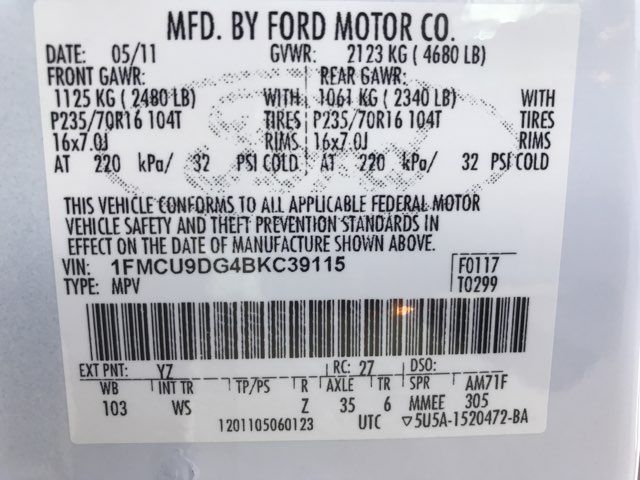 MFD. BY FORD MOTOR CO.
DATE: 05/11 GVWR: 2123 KG ( 4680 LB)
FRONT GAWR: REAR GAWR:
1125 KG ( 2480 LB) WITH 1061 KG ( 2340 LB) WITH
P235/70R16 104T TIRES P235/70R16 104T TIRES
16x7.0J RIMS 16x7.0J RIMS
AT 220 kPa/ 32 PSI COLD AT 220 kPa/ 32 PSI COLD
THIS VEHICLE CONFORMS TO ALL APPLICABLE FEDERAL MOTOR
VEHICLE SAFETY AND THEFT PREVENTION STANDARDS IN
EFFECT ON THE DATE OF MANUFACTURE SHOWN ABOVE.
VIN: 1FMCU9DG4BKC39115 F0117
TYPE: MPV T0299
EXT PNT: YZ RC: 27 DSO:
WB INT TR TP/PS R AXLE TR SPR AM71F
103 WS Z 35 6 MMEE 305
1201105060123 UTC ▽5U5A-1520472-BA